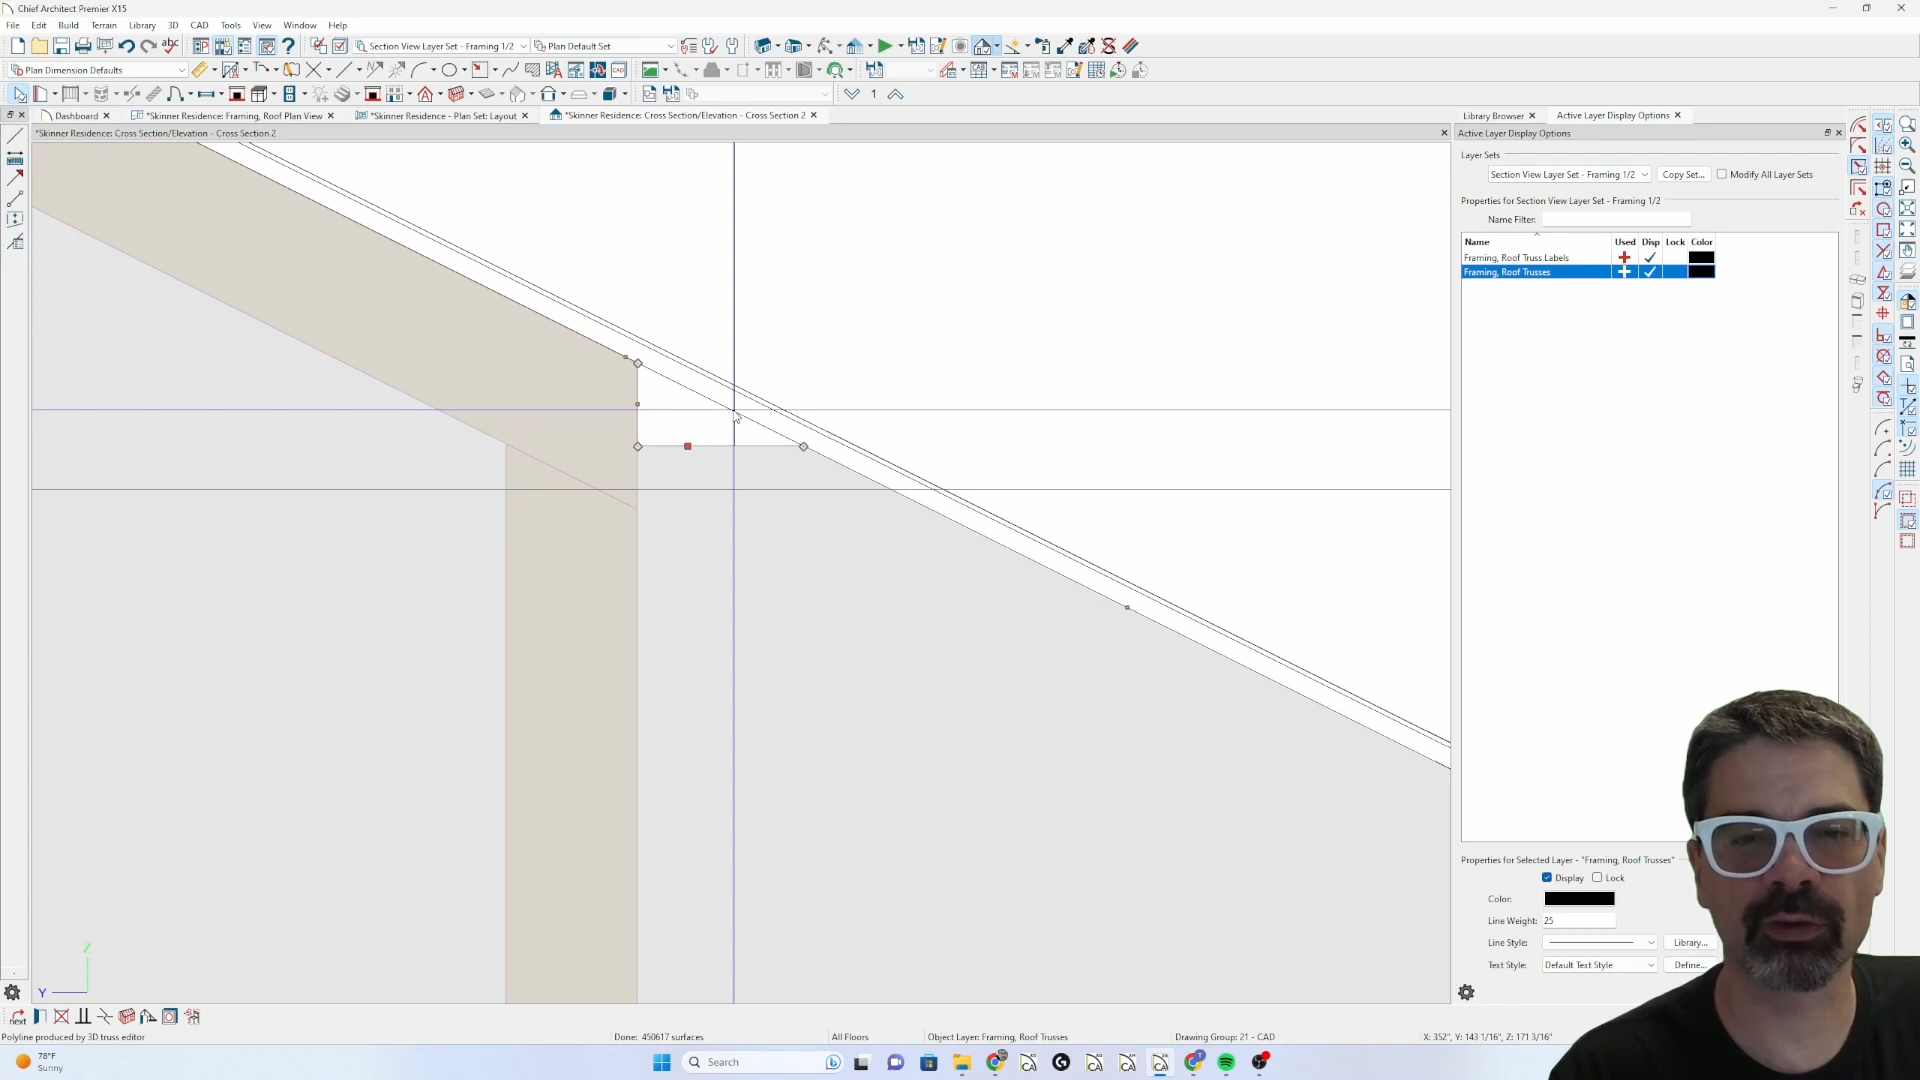 Chief Architect Premier X15
File Edit Build Terrain Library 3D CAD Tools View Window Help
Section View Layer Set - Framing 1/2
Plan Default Set
Plan Dimension Defaults
1
Dashboard
*Skinner Residence: Framing, Roof Plan View
*Skinner Residence - Plan Set: Layout
*Skinner Residence: Cross Section/Elevation - Cross Section 2
Library Browser
Active Layer Display Options
*Skinner Residence: Cross Section/Elevation - Cross Section 2
Active Layer Display Options
Layer Sets
Section View Layer Set - Framing 1/2
Copy Set...
Modify All Layer Sets
Properties for Section View Layer Set - Framing 1/2
Name Filter:
Name Used Disp Lock Color
Framing, Roof Truss Labels
Framing, Roof Trusses
Properties for Selected Layer - "Framing, Roof Trusses"
Display Lock
Color:
Line Weight: 25
Line Style: Library...
Text Style: Default Text Style Define...
Z
Y
next
Polyline produced by 3D truss editor
Done: 450617 surfaces
All Floors
Object Layer: Framing, Roof Trusses
Drawing Group: 21 - CAD
X: 352", Y: 143 1/16", Z: 171 3/16"
78°F
Sunny
Search